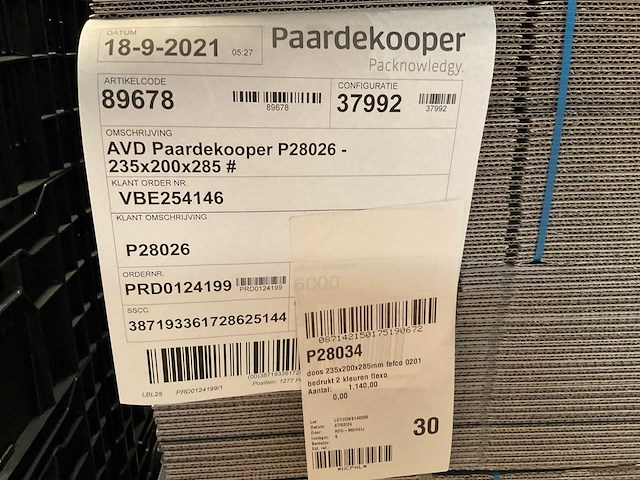 DATUM
18-9-2021 05:27
Paardekooper
Packnowledgy.
ARTIKELCODE
89678
89678
CONFIGURATIE
37992
37992
OMSCHRIJVING
AVD Paardekooper P28026 -
235x200x285 #
KLANT ORDER NR.
VBE254146
KLANT OMSCHRIJVING
P28026
ORDERNR.
PRD0124199
PRD0124199
6000
SSCC
387193361728625144
LBL25 PRD0124199/1
087142150175190672
P28034
doos 235x200x285mm fefco 0201
bedrukt 2 kleuren flexo
Aantal: 1.140,00
0,00
30